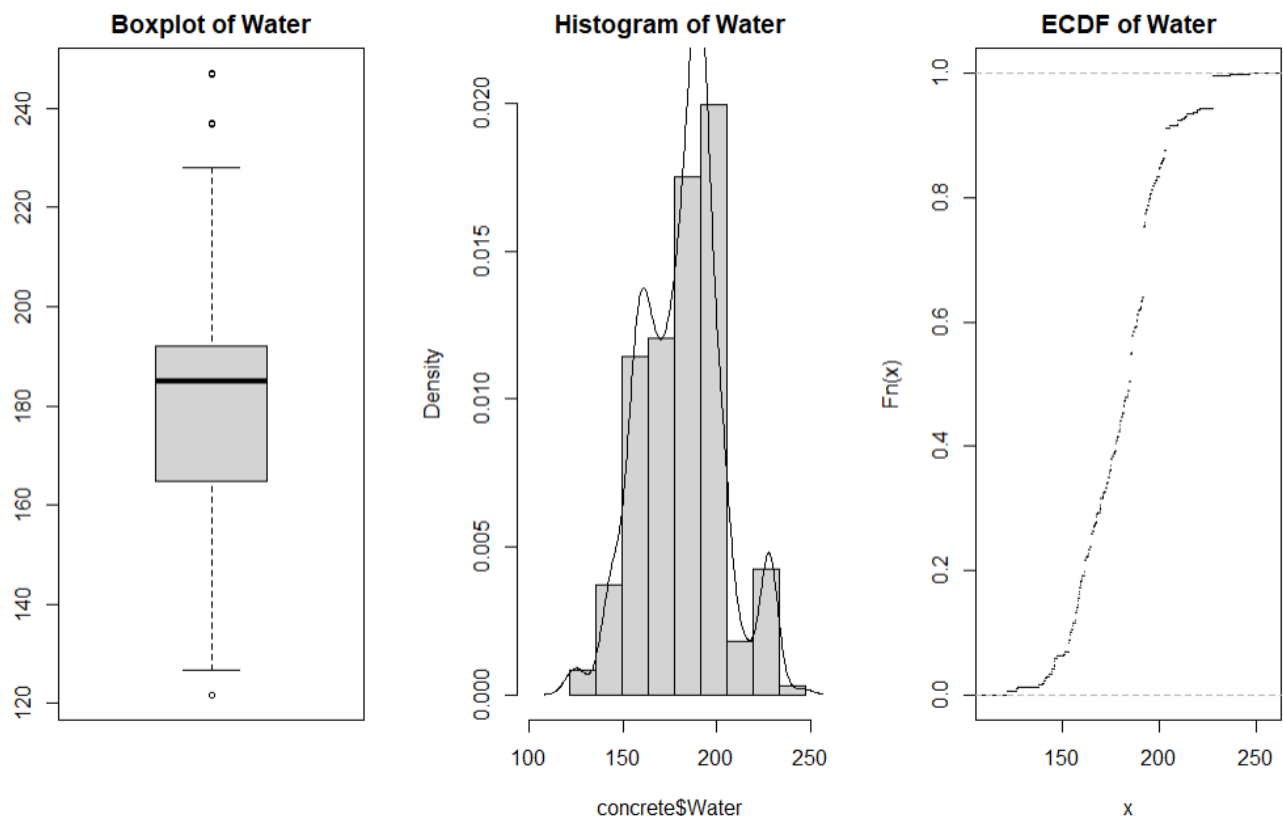 Boxplot of Water
240
220
200
180
160
140
120
Histogram of Water
Density
0.020
0.015
0.010
0.005
0.000
100 150 200 250
concrete$Water
ECDF of Water
Fn(x)
1.0
0.8
0.6
0.4
0.2
0.0
150 200 250
x